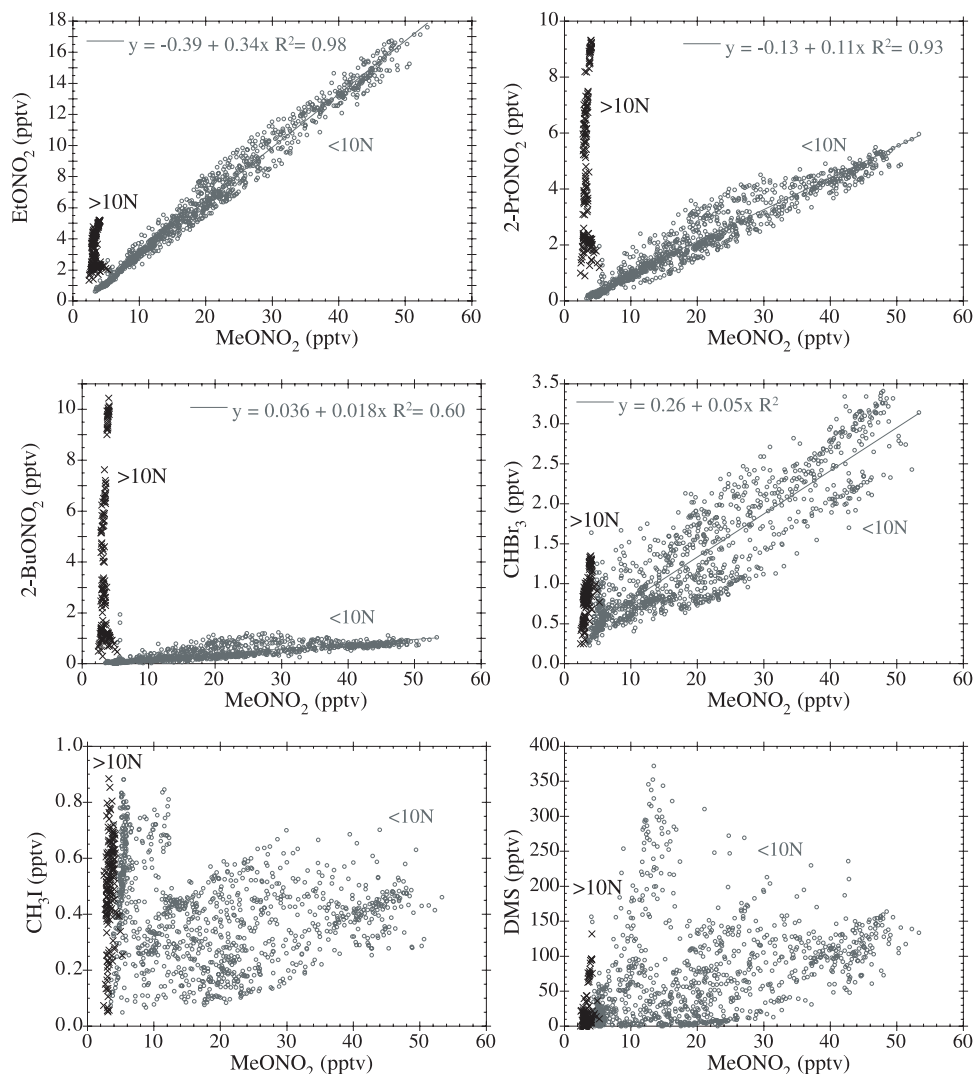 y = -0.39 + 0.34x R²= 0.98
>10N
<10N
EtONO₂ (pptv)
0 2 4 6 8 10 12 14 16 18
0 10 20 30 40 50 60
MeONO₂ (pptv)
y = -0.13 + 0.11x R²= 0.93
>10N
<10N
2-PrONO₂ (pptv)
0 2 4 6 8 10
0 10 20 30 40 50 60
MeONO₂ (pptv)
y = 0.036 + 0.018x R²= 0.60
>10N
<10N
2-BuONO₂ (pptv)
0 2 4 6 8 10
0 10 20 30 40 50 60
MeONO₂ (pptv)
y = 0.26 + 0.05x R²
>10N
<10N
CHBr₃ (pptv)
0.0 0.5 1.0 1.5 2.0 2.5 3.0 3.5
0 10 20 30 40 50 60
MeONO₂ (pptv)
>10N
<10N
CH₃I (pptv)
0.0 0.2 0.4 0.6 0.8 1.0
0 10 20 30 40 50 60
MeONO₂ (pptv)
>10N
<10N
DMS (pptv)
0 50 100 150 200 250 300 350 400
0 10 20 30 40 50 60
MeONO₂ (pptv)